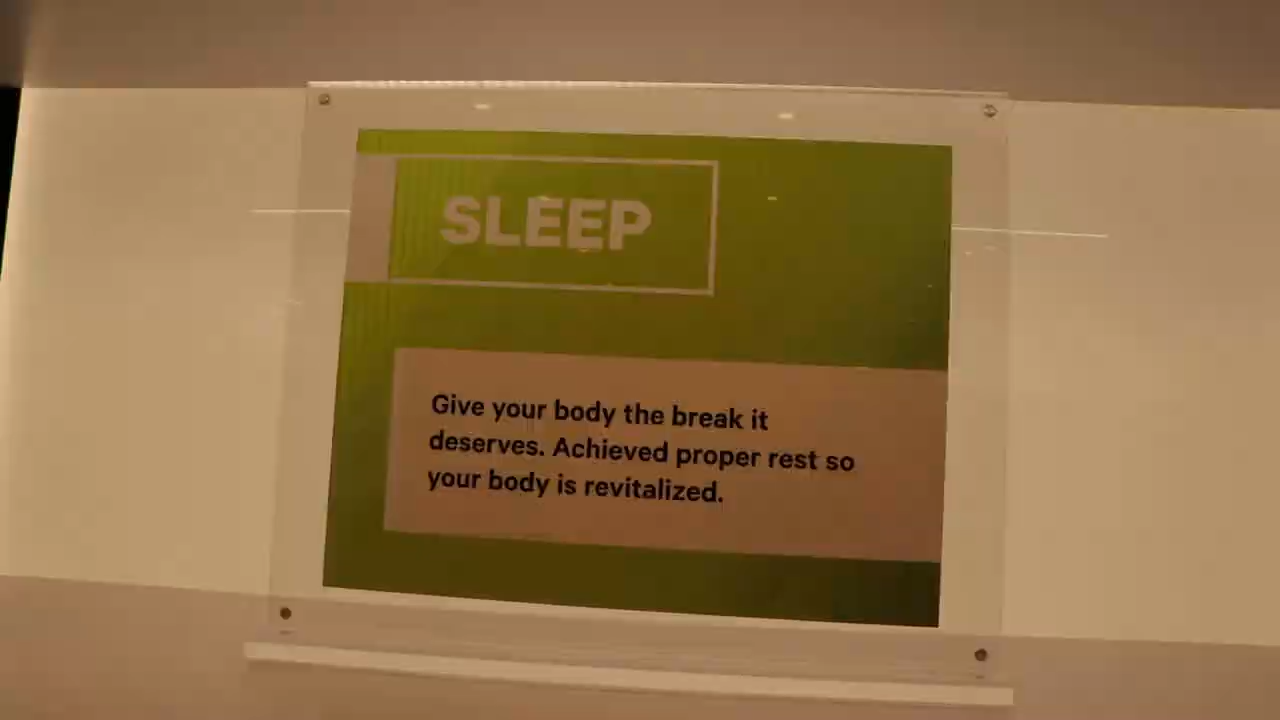 SLEEP
Give your body the break it
deserves. Achieved proper rest so
your body is revitalized.